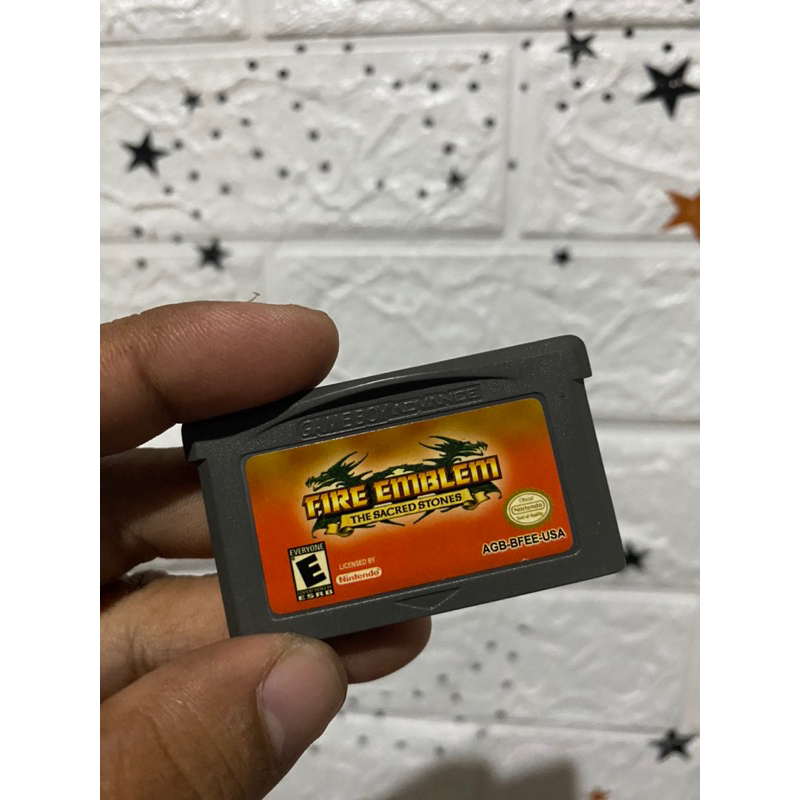 GAME BOY ADVANCE
FIRE EMBLEM
THE SACRED STONES
Official
Nintendo
Seal of Quality
AGB-BFEE-USA
EVERYONE
E
ESRB
LICENSED BY
Nintendo